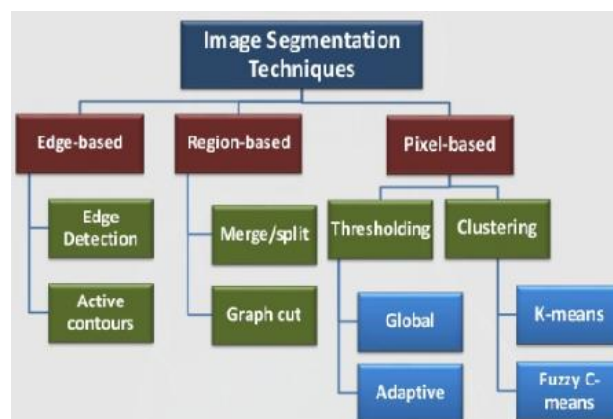 Image Segmentation
Techniques
Edge-based
Region-based
Pixel-based
Edge
Detection
Merge/split
Thresholding
Clustering
Active
contours
Graph cut
Global
K-means
Adaptive
Fuzzy C-
means